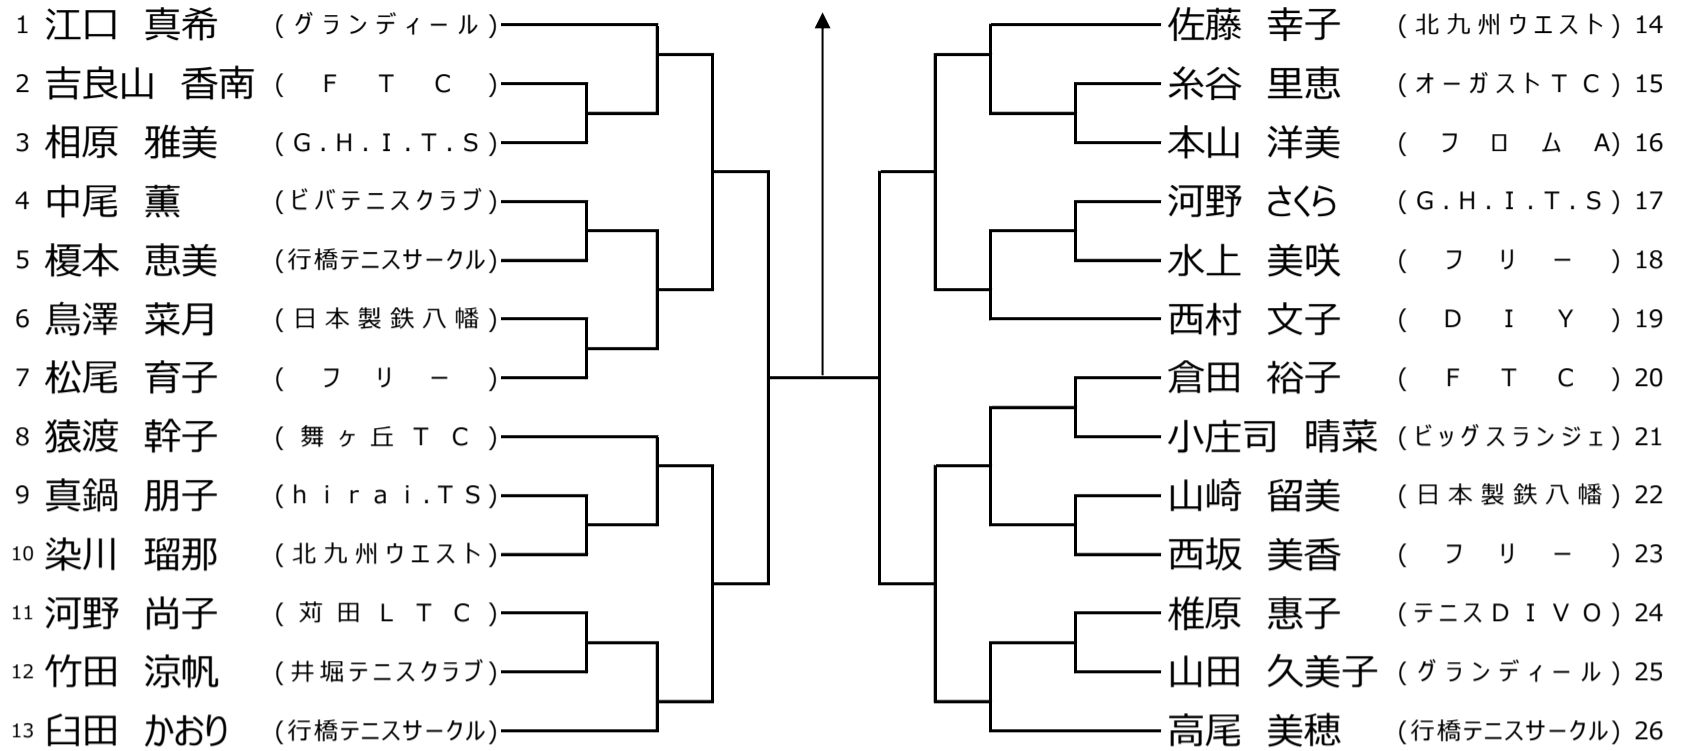 1 江口 真希 (グランディール)
2 吉良山 香南 (FTC)
3 相原 雅美 (G.H.I.T.S)
4 中尾 薫 (ビバテニスクラブ)
5 榎本 恵美 (行橋テニスサークル)
6 鳥澤 菜月 (日本製鉄八幡)
7 松尾 育子 (フリー)
8 猿渡 幹子 (舞ヶ丘TC)
9 真鍋 朋子 (hirai.TS)
10 染川 瑠那 (北九州ウエスト)
11 河野 尚子 (苅田LTC)
12 竹田 涼帆 (井堀テニスクラブ)
13 臼田 かおり (行橋テニスサークル)
佐藤 幸子 (北九州ウエスト) 14
糸谷 里恵 (オーガストTC) 15
本山 洋美 (フロムA) 16
河野 さくら (G.H.I.T.S) 17
水上 美咲 (フリー) 18
西村 文子 (DIY) 19
倉田 裕子 (FTC) 20
小庄司 晴菜 (ビッグスランジェ) 21
山崎 留美 (日本製鉄八幡) 22
西坂 美香 (フリー) 23
椎原 惠子 (テニスDIVO) 24
山田 久美子 (グランディール) 25
高尾 美穂 (行橋テニスサークル) 26